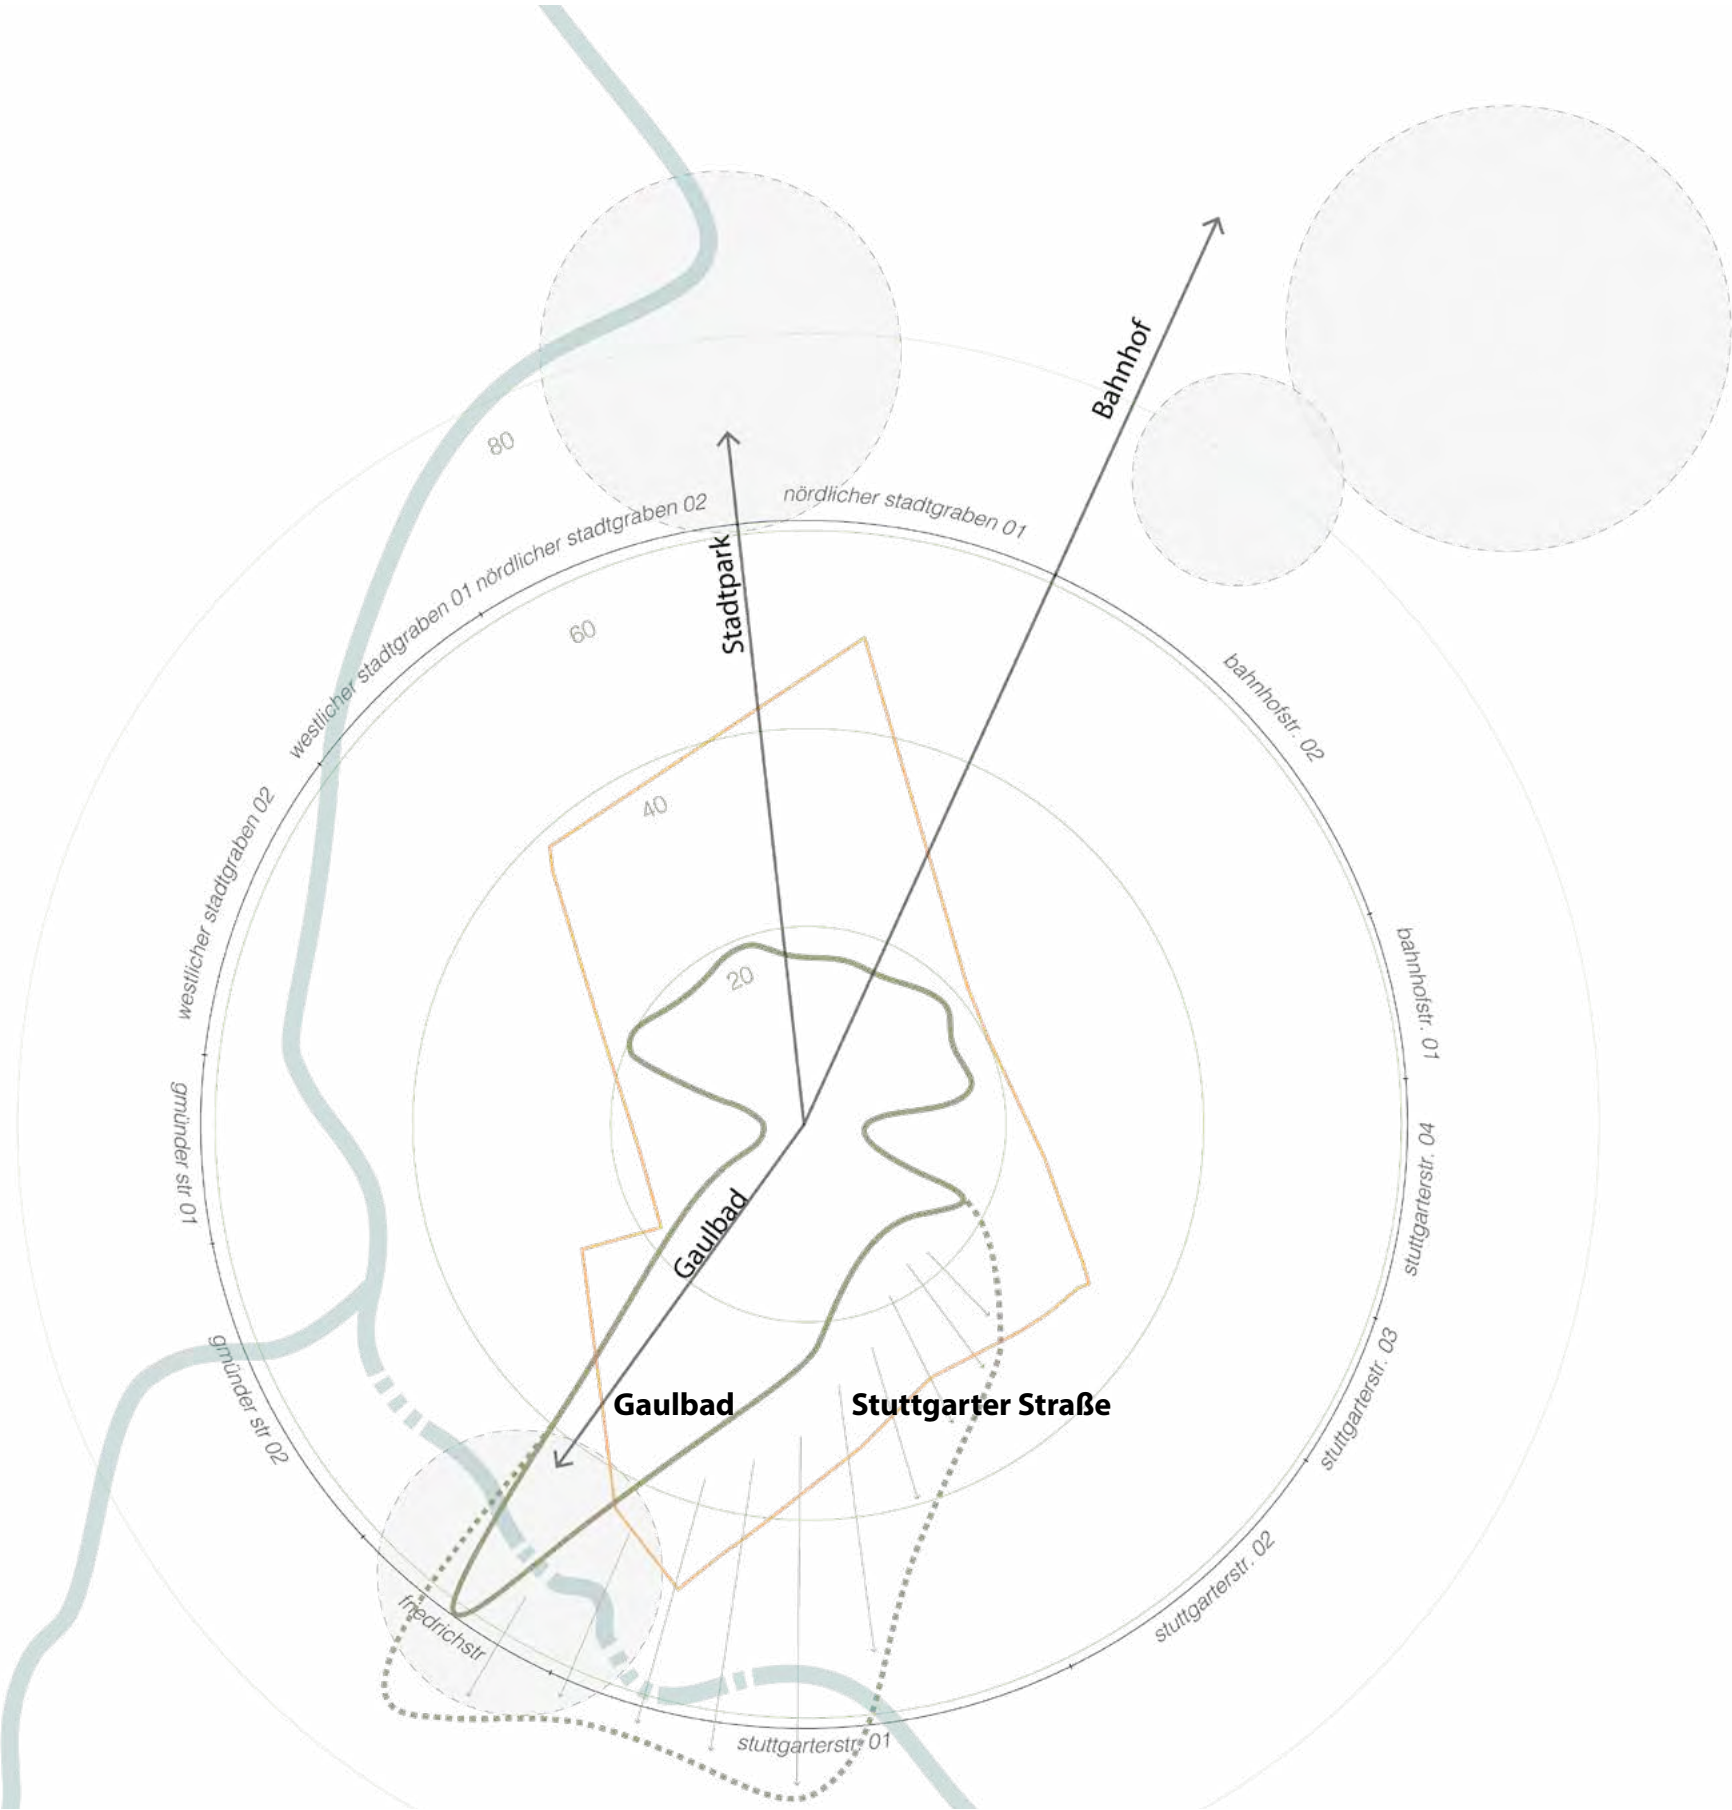 Bahnhof
80
nördlicher stadtgraben 02
nördlicher stadtgraben 01
Stadtpark
westlicher stadtgraben 01
60
bahnhofstr. 02
westlicher stadtgraben 02
40
bahnhofstr. 01
20
gmünder str 01
stuttgarterstr. 04
Gaulbad
gmünder str 02
stuttgarterstr. 03
Gaulbad
Stuttgarter Straße
stuttgarterstr. 02
friedrichstr
stuttgarterstr. 01